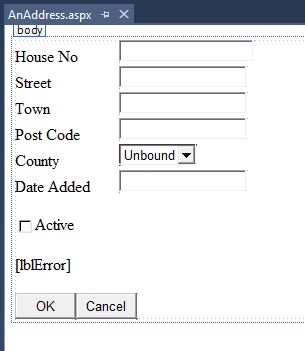 AnAddress.aspx
body
House No
Street
Town
Post Code
County Unbound
Date Added
Active
[lblError]
OK Cancel